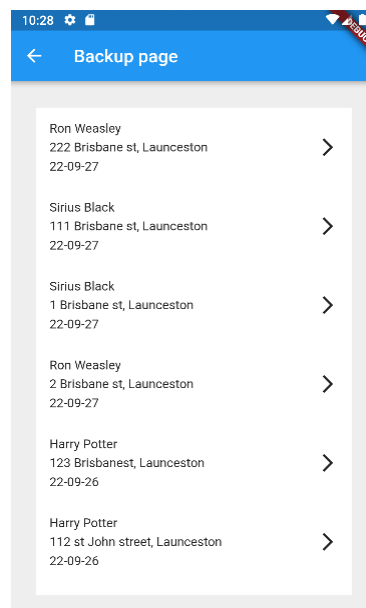 10:28
DEBUG
Backup page
Ron Weasley
222 Brisbane st, Launceston
22-09-27
Sirius Black
111 Brisbane st, Launceston
22-09-27
Sirius Black
1 Brisbane st, Launceston
22-09-27
Ron Weasley
2 Brisbane st, Launceston
22-09-27
Harry Potter
123 Brisbanest, Launceston
22-09-26
Harry Potter
112 st John street, Launceston
22-09-26